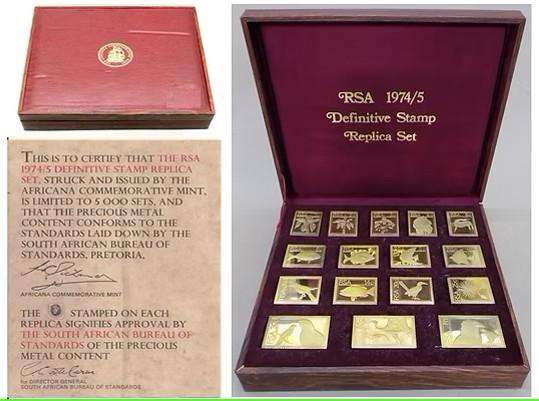 THIS IS TO CERTIFY THAT THE RSA
1974/5 DEFINITIVE STAMP REPLICA
SET, STRUCK AND ISSUED BY THE
AFRICANA COMMEMORATIVE MINT,
IS LIMITED TO 5 000 SETS, AND
THAT THE PRECIOUS METAL
CONTENT CONFORMS TO THE
STANDARDS LAID DOWN BY THE
SOUTH AFRICAN BUREAU OF
STANDARDS, PRETORIA.
AFRICANA COMMEMORATIVE MINT
THE STAMPED ON EACH
REPLICA SIGNIFIES APPROVAL BY
THE SOUTH AFRICAN BUREAU OF
STANDARDS OF THE PRECIOUS
METAL CONTENT
for DIRECTOR GENERAL
SOUTH AFRICAN BUREAU OF STANDARDS
RSA 1974/5
Definitive Stamp
Replica Set
RSA